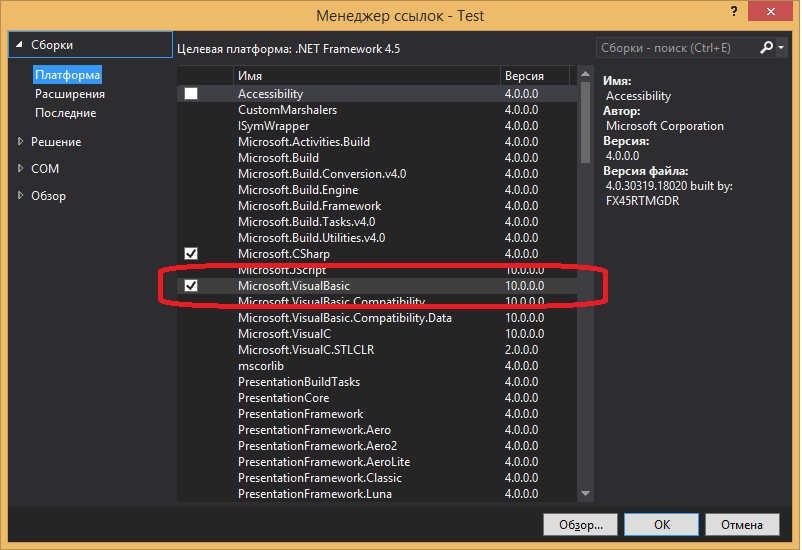 Менеджер ссылок - Test
?
Сборки
Платформа
Расширения
Последние
Решение
COM
Обзор
Целевая платформа: .NET Framework 4.5
Имя Версия
Accessibility 4.0.0.0
CustomMarshalers 4.0.0.0
ISymWrapper 4.0.0.0
Microsoft.Activities.Build 4.0.0.0
Microsoft.Build 4.0.0.0
Microsoft.Build.Conversion.v4.0 4.0.0.0
Microsoft.Build.Engine 4.0.0.0
Microsoft.Build.Framework 4.0.0.0
Microsoft.Build.Tasks.v4.0 4.0.0.0
Microsoft.Build.Utilities.v4.0 4.0.0.0
Microsoft.CSharp 4.0.0.0
Microsoft.JScript 10.0.0.0
Microsoft.VisualBasic 10.0.0.0
Microsoft.VisualBasic.Compatibility 10.0.0.0
Microsoft.VisualBasic.Compatibility.Data 10.0.0.0
Microsoft.VisualC 10.0.0.0
Microsoft.VisualC.STLCLR 2.0.0.0
mscorlib 4.0.0.0
PresentationBuildTasks 4.0.0.0
PresentationCore 4.0.0.0
PresentationFramework 4.0.0.0
PresentationFramework.Aero 4.0.0.0
PresentationFramework.Aero2 4.0.0.0
PresentationFramework.AeroLite 4.0.0.0
PresentationFramework.Classic 4.0.0.0
PresentationFramework.Luna 4.0.0.0
Сборки - поиск (Ctrl+E)
Имя:
Accessibility
Автор:
Microsoft Corporation
Версия:
4.0.0.0
Версия файла:
4.0.30319.18020 built by:
FX45RTMGDR
Обзор... ОК Отмена